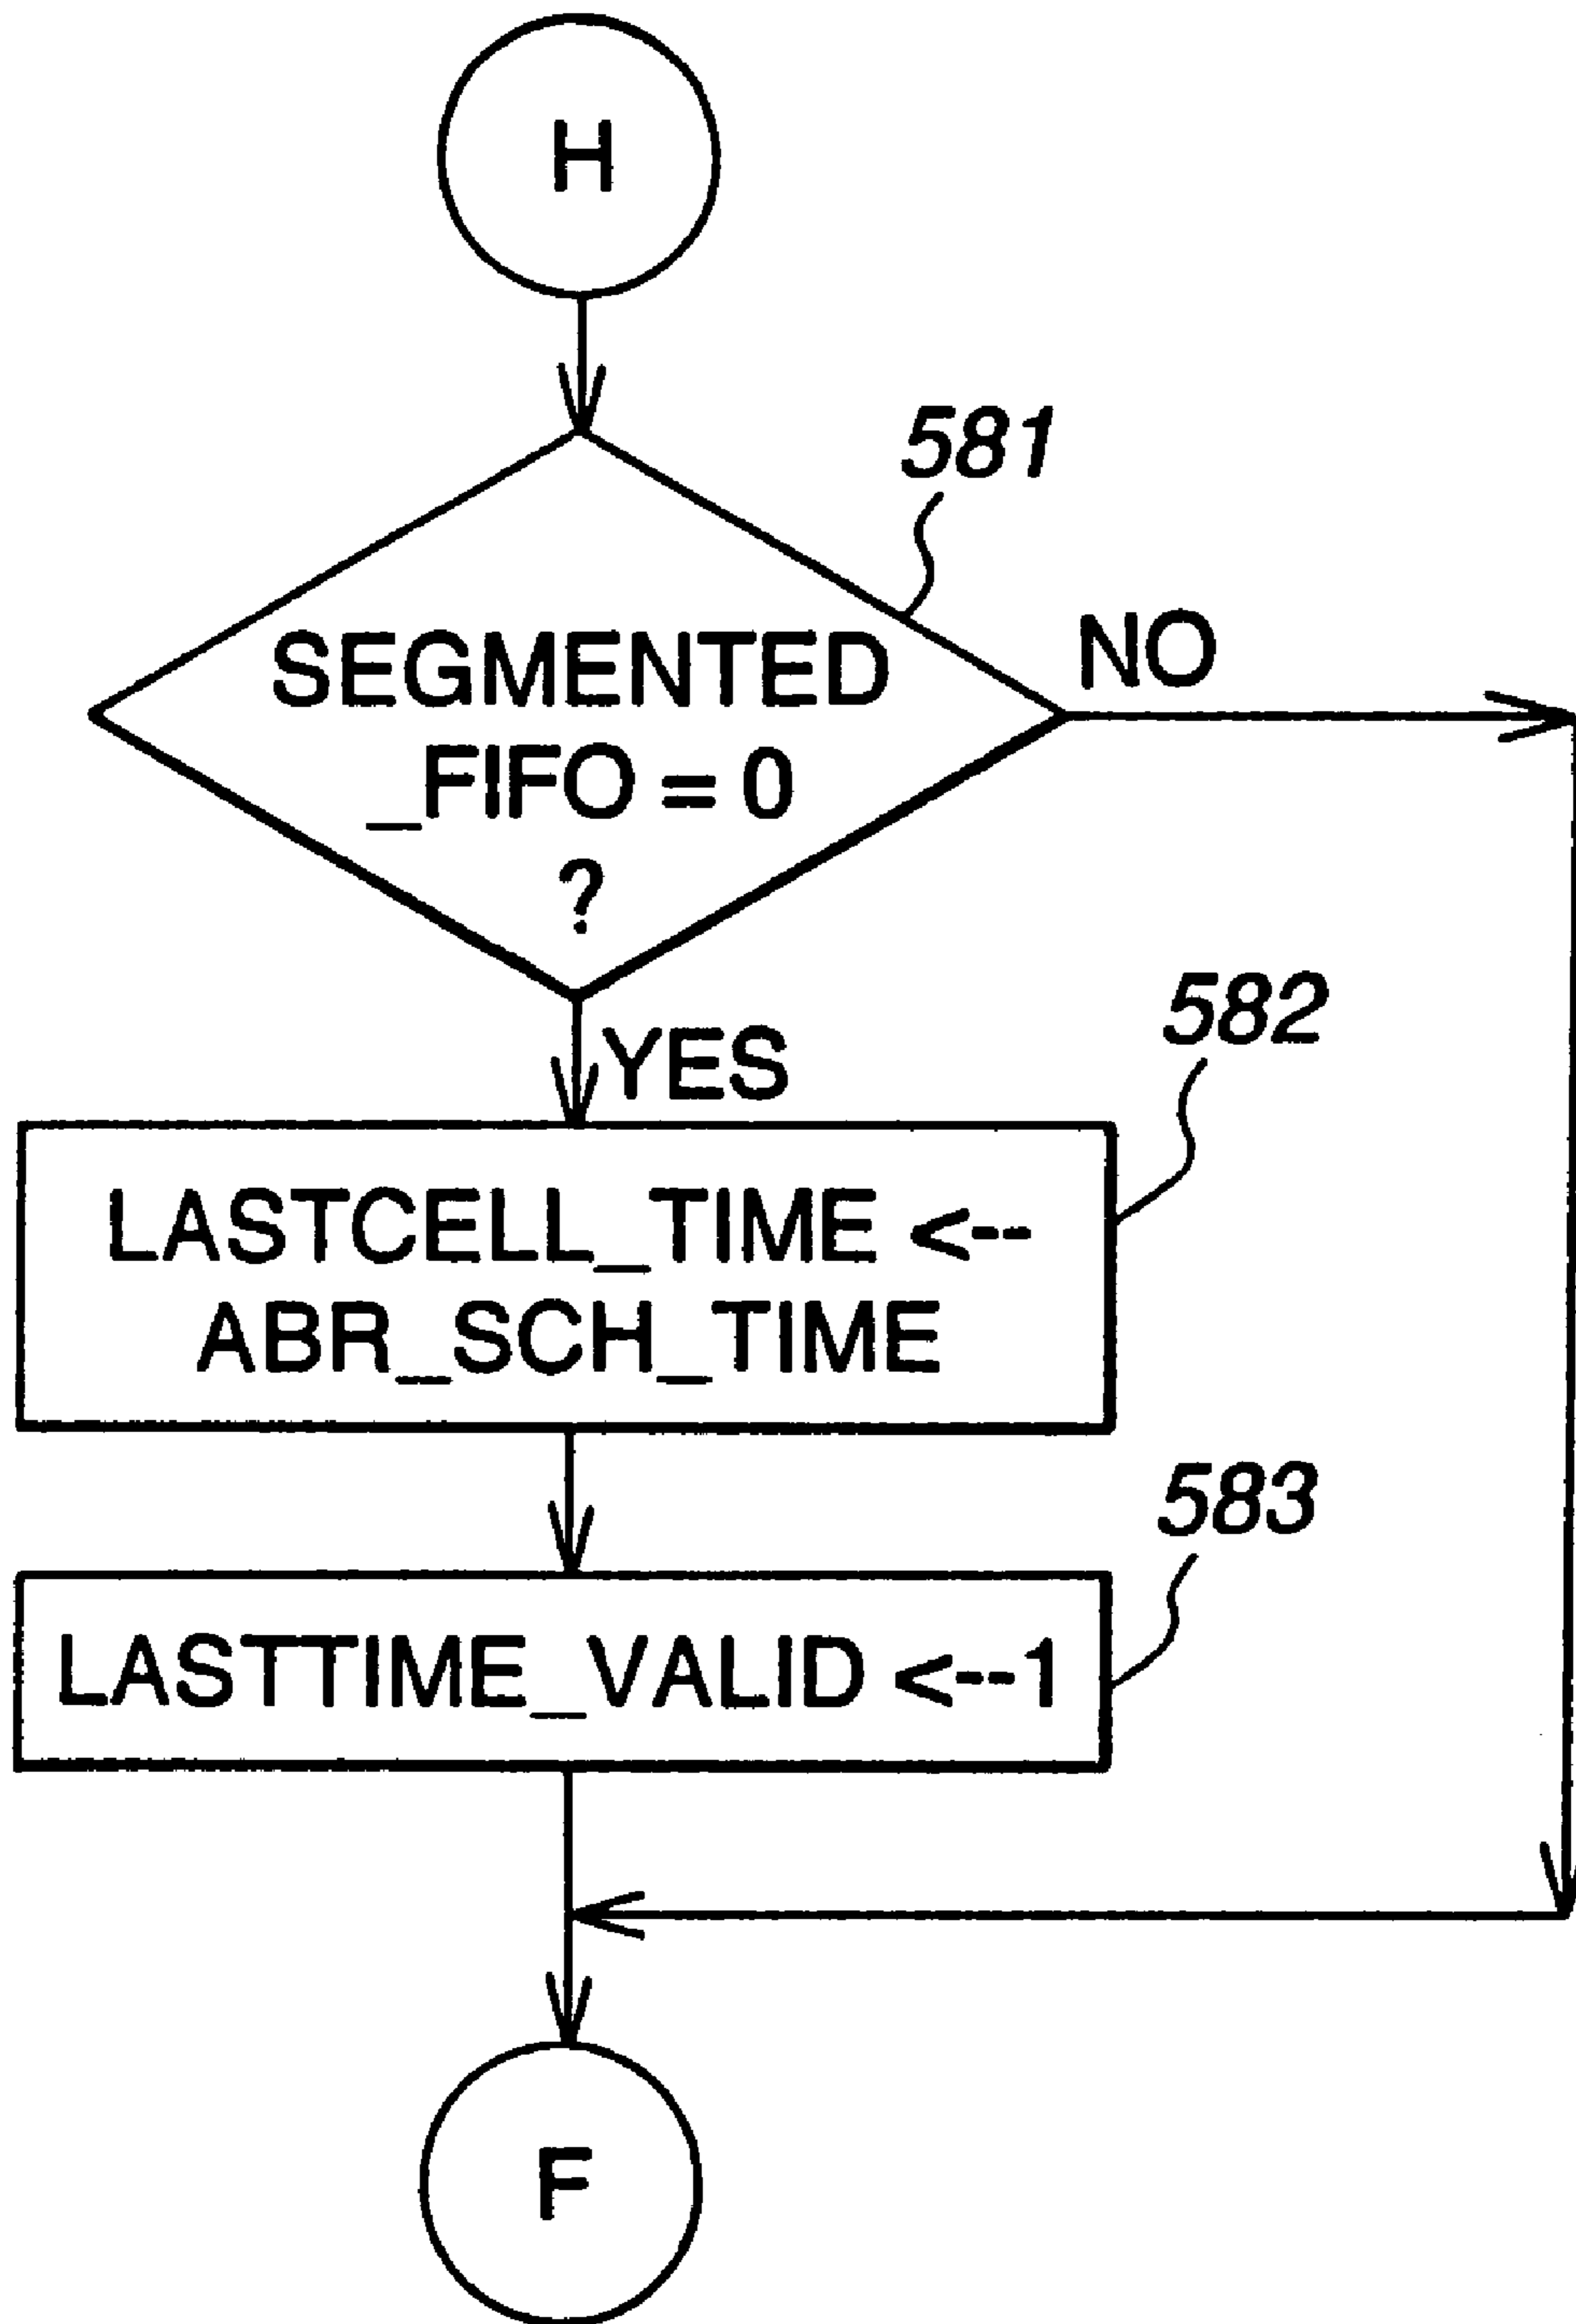 H
581
SEGMENTED
_FIFO = 0
?
NO
YES
582
LASTCELL_TIME <--
ABR_SCH_TIME
583
LASTTIME_VALID <--1
F